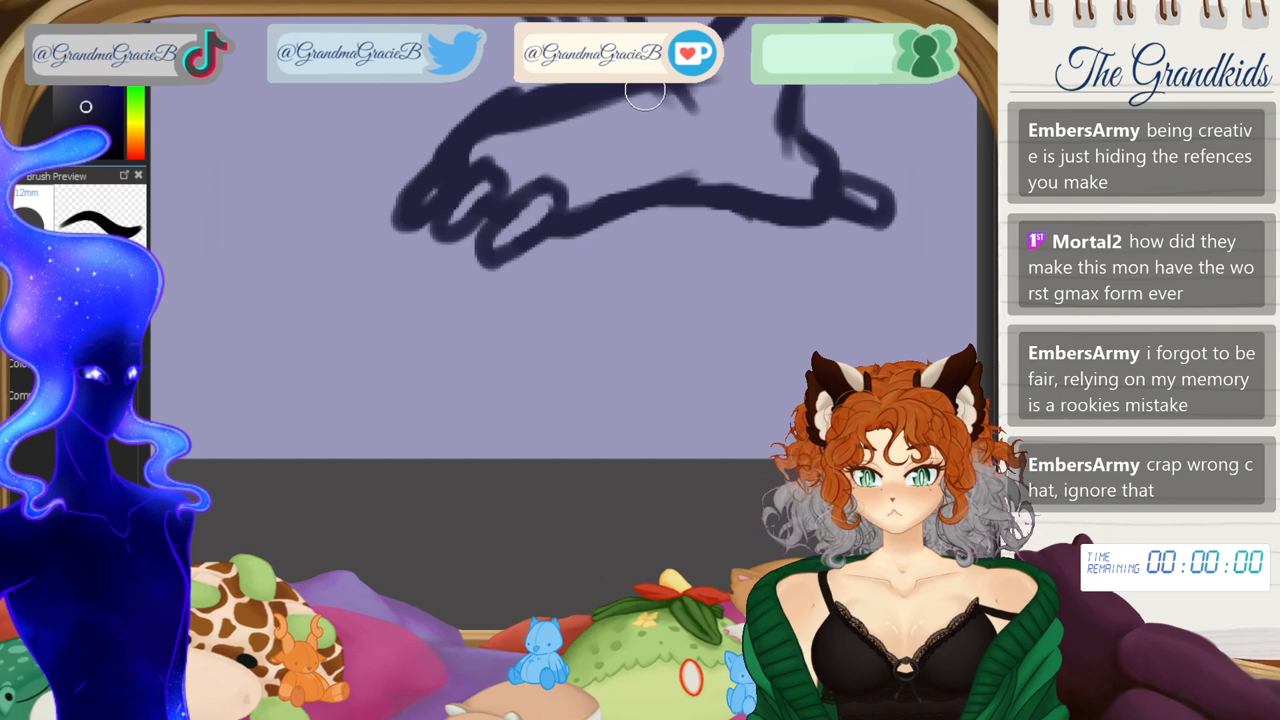 @GrandmaGracieB
@GrandmaGracieB
@GrandmaGracieB
Brush Preview
12mm
The Grandkids
EmbersArmy being creativ
e is just hiding the refences
you make
1ST Mortal2 how did they
make this mon have the wo
rst gmax form ever
EmbersArmy i forgot to be
fair, relying on my memory
is a rookies mistake
EmbersArmy crap wrong c
hat, ignore that
TIME
REMAINING 00:00:00